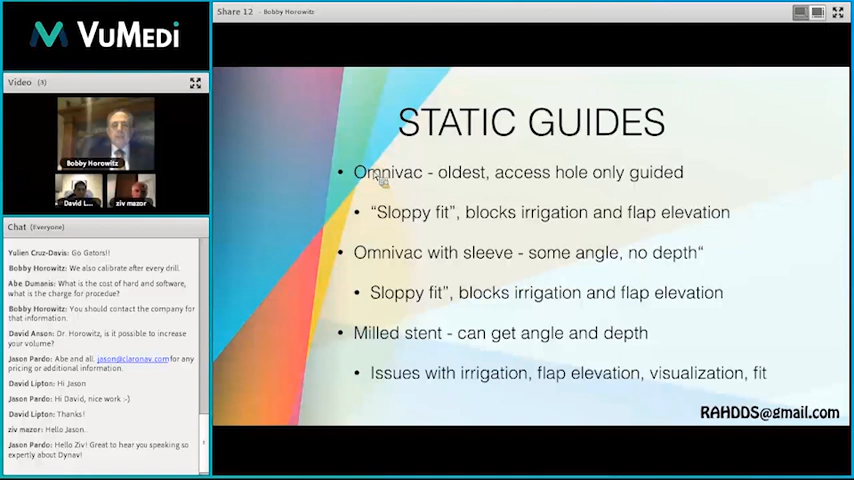 VUMEDi
Share 12 - Bobby Horowitz
Video (3)
Bobby Horowitz
David L...
ziv mazor
Chat (Everyone)
Yulien Cruz-Davis: Go Gators!!
Bobby Horowitz: We also calibrate after every drill.
Abe Dumanis: What is the cost of hard and software,
what is the charge for procedue?
Bobby Horowitz: You should contact the company for
that information.
David Anson: Dr. Horowitz, is it possible to increase
your volume?
Jason Pardo: Abe and all, jason@claronav.com for any
pricing or additional information.
David Lipton: Hi Jason
Jason Pardo: Hi David, nice work :-)
David Lipton: Thanks!
ziv mazor: Hello Jason..
Jason Pardo: Hello Ziv! Great to hear you speaking so
expertly about Dynav!
STATIC GUIDES
• Omnivac - oldest, access hole only guided
• “Sloppy fit”, blocks irrigation and flap elevation
• Omnivac with sleeve - some angle, no depth“
• Sloppy fit”, blocks irrigation and flap elevation
• Milled stent - can get angle and depth
• Issues with irrigation, flap elevation, visualization, fit
RAHDDS@gmail.com